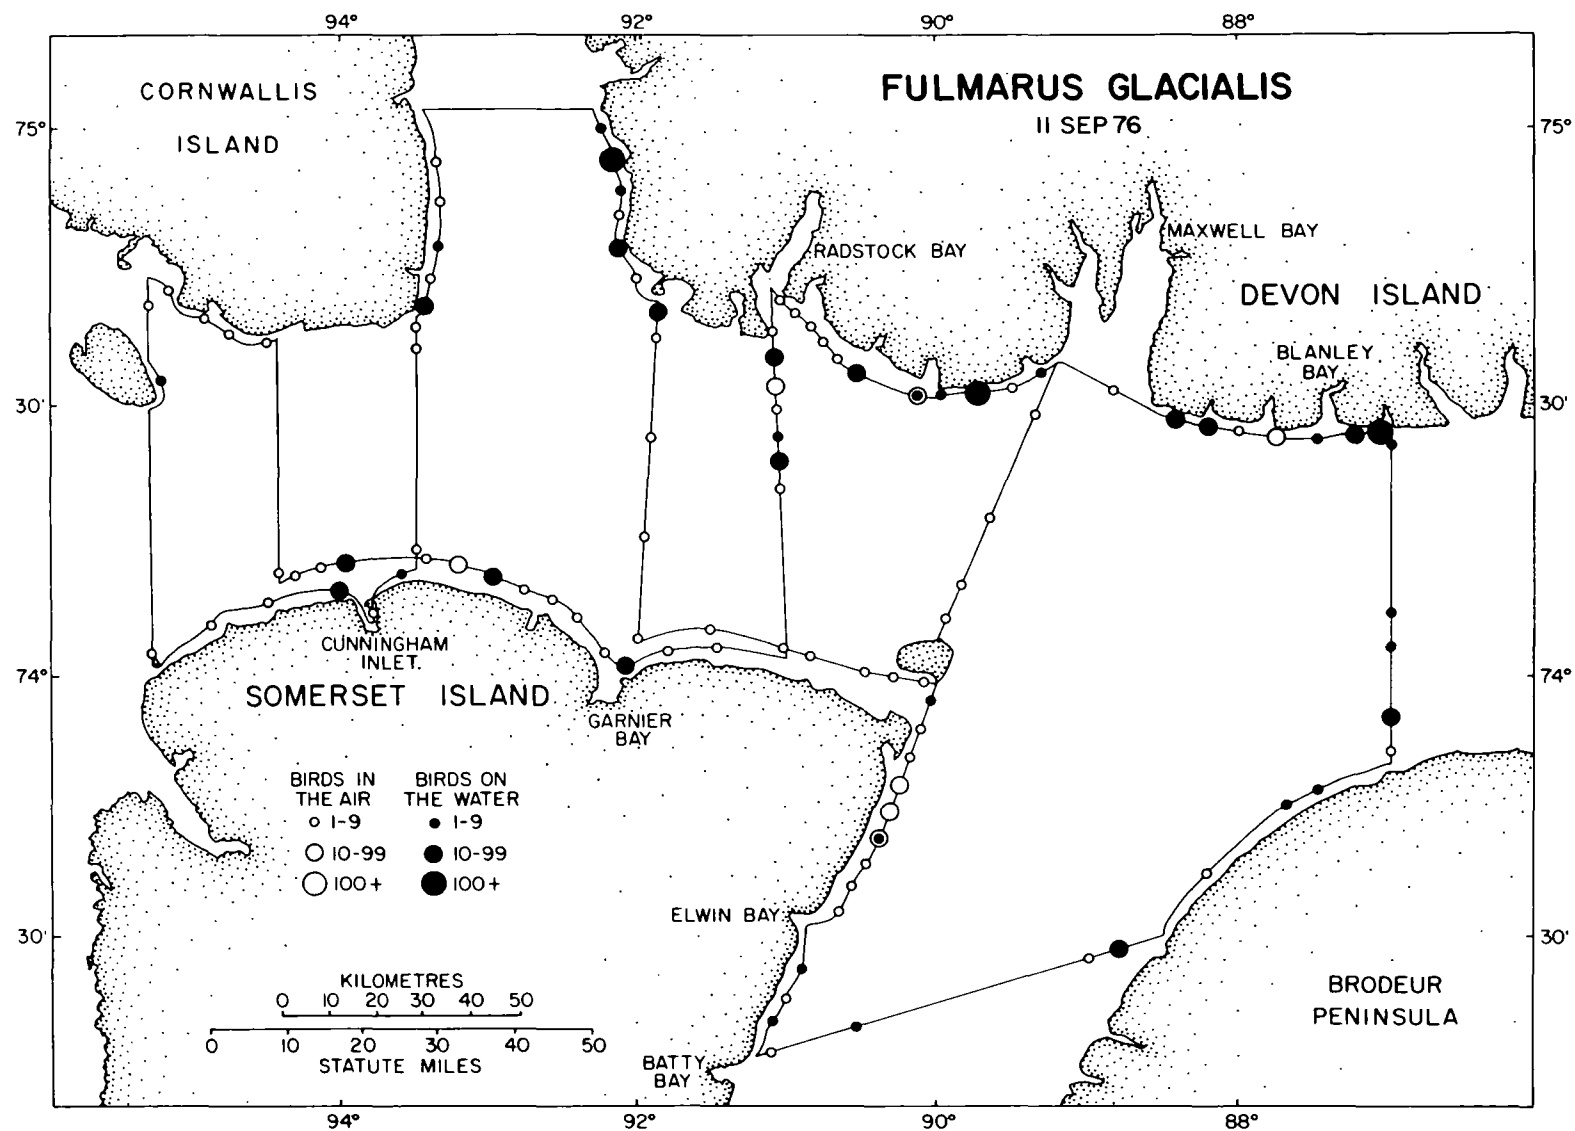 94° 92° 90° 88°
CORNWALLIS
ISLAND
FULMARUS GLACIALIS
11 SEP 76
75° 75°
RADSTOCK BAY
MAXWELL BAY
DEVON ISLAND
BLANLEY
BAY
30' 30'
CUNNINGHAM
INLET.
74° 74°
SOMERSET ISLAND
GARNIER
BAY
BIRDS IN
THE AIR
BIRDS ON
THE WATER
1-9 1-9
10-99 10-99
100+ 100+
ELWIN BAY
30' 30'
KILOMETRES
0 10 20 30 40 50
0 10 20 30 40 50
STATUTE MILES
BRODEUR
PENINSULA
BATTY
BAY
94° 92° 90° 88°